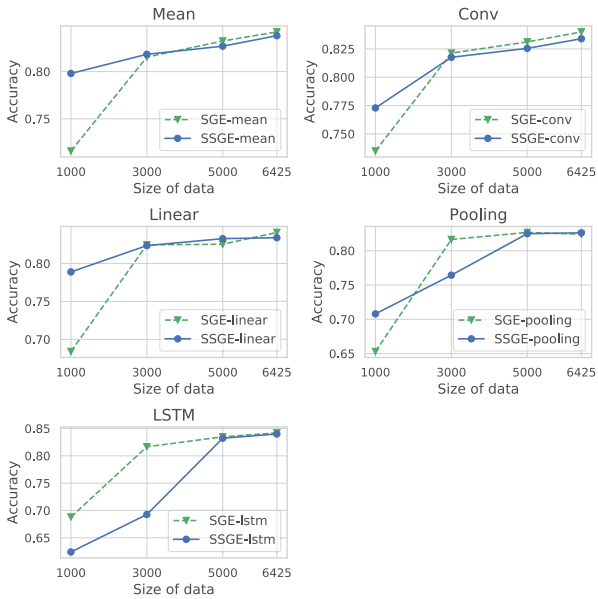 Mean
Accuracy
0.80
0.75
SGE-mean
SSGE-mean
1000
3000
5000
6425
Size of data
Conv
Accuracy
0.825
0.800
0.775
0.750
SGE-conv
SSGE-conv
1000
3000
5000
6425
Size of data
Linear
Accuracy
0.80
0.75
0.70
SGE-linear
SSGE-linear
1000
3000
5000
6425
Size of data
Pooling
Accuracy
0.80
0.75
0.70
0.65
SGE-pooling
SSGE-pooling
1000
3000
5000
6425
Size of data
LSTM
Accuracy
0.85
0.80
0.75
0.70
0.65
SGE-lstm
SSGE-lstm
1000
3000
5000
6425
Size of data